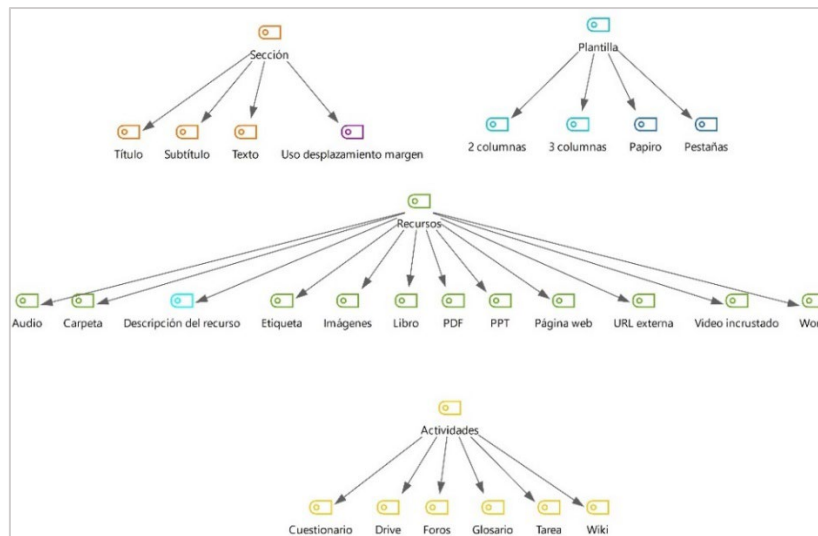 Sección
Plantilla
Título Subtítulo Texto Uso desplazamiento margen
2 columnas 3 columnas Papiro Pestañas
Recursos
Audio Carpeta Descripción del recurso Etiqueta Imágenes Libro PDF PPT Página web URL externa Video incrustado
Actividades
Cuestionario Drive Foros Glosario Tarea Wiki